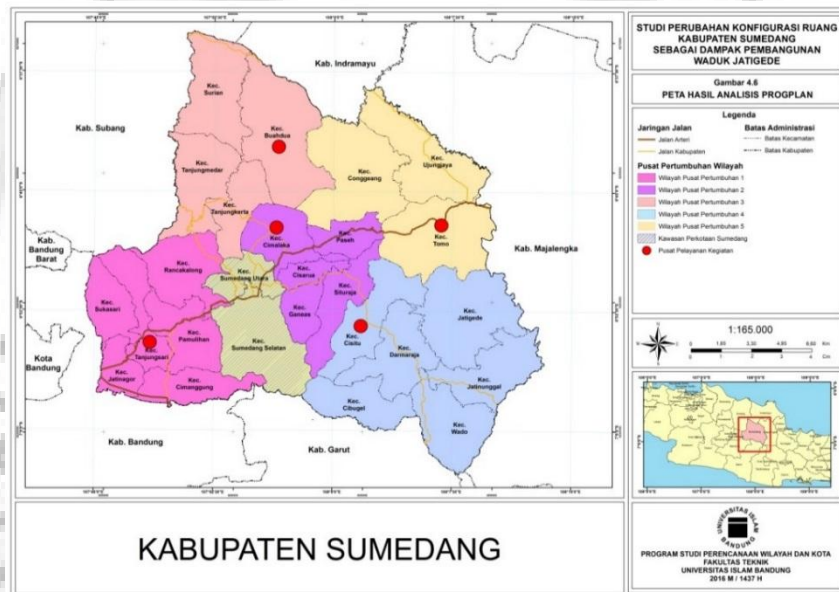 Kab. Indramayu
Kab. Subang
Kec.
Surian
Kec.
Buahdua
Kec.
Ujungjaya
Kec.
Tanjungmedar
Kec.
Conggeang
Kec.
Tanjungkerta
Kec.
Cimalaka
Kec.
Paseh
Kec.
Tomo
Kab. Majalengka
Kab.
Bandung
Barat
Kec.
Rancakalong
Kec.
Sumedang Utara
Kec.
Cisarua
Kec.
Situraja
Kec.
Sukasari
Kec.
Ganeas
Kec.
Jatigede
Kec.
Pamulihan
Kec.
Cisitu
Kec.
Darmaraja
Kota
Bandung
Kec.
Tanjungsari
Kec.
Sumedang Selatan
Kec.
Jatinangor
Kec.
Cimanggung
Kec.
Jatinunggal
Kec.
Cibugel
Kec.
Wado
Kab. Bandung
Kab. Garut
KABUPATEN SUMEDANG
STUDI PERUBAHAN KONFIGURASI RUANG
KABUPATEN SUMEDANG
SEBAGAI DAMPAK PEMBANGUNAN
WADUK JATIGEDE
Gambar 4.6
PETA HASIL ANALISIS PROGPLAN
Legenda
Jaringan Jalan
Jalan Arteri
Jalan Kabupaten
Batas Administrasi
Batas Kecamatan
Batas Kabupaten
Pusat Pertumbuhan Wilayah
Wilayah Pusat Pertumbuhan 1
Wilayah Pusat Pertumbuhan 2
Wilayah Pusat Pertumbuhan 3
Wilayah Pusat Pertumbuhan 4
Wilayah Pusat Pertumbuhan 5
Kawasan Perkotaan Sumedang
Pusat Pelayanan Kegiatan
1:165.000
UNIVERSITAS ISLAM
BANDUNG
PROGRAM STUDI PERENCANAAN WILAYAH DAN KOTA
FAKULTAS TEKNIK
UNIVERSITAS ISLAM BANDUNG
2016 M / 1437 H